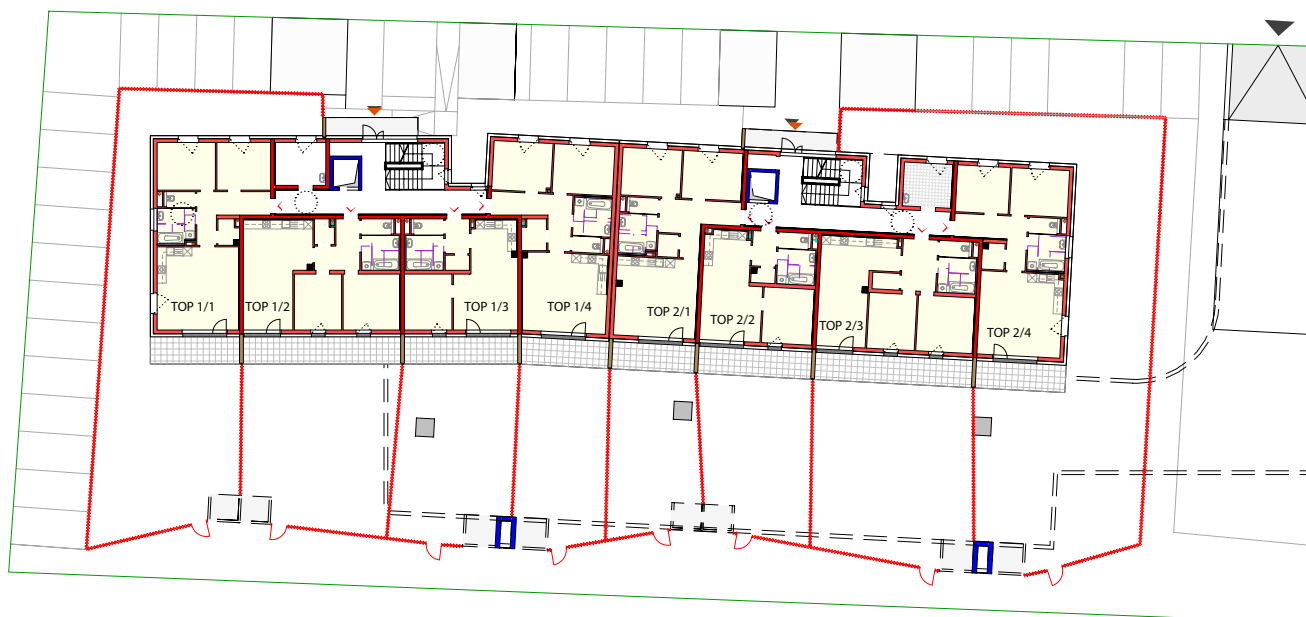 TOP 1/1
TOP 1/2
TOP 1/3
TOP 1/4
TOP 2/1
TOP 2/2
TOP 2/3
TOP 2/4